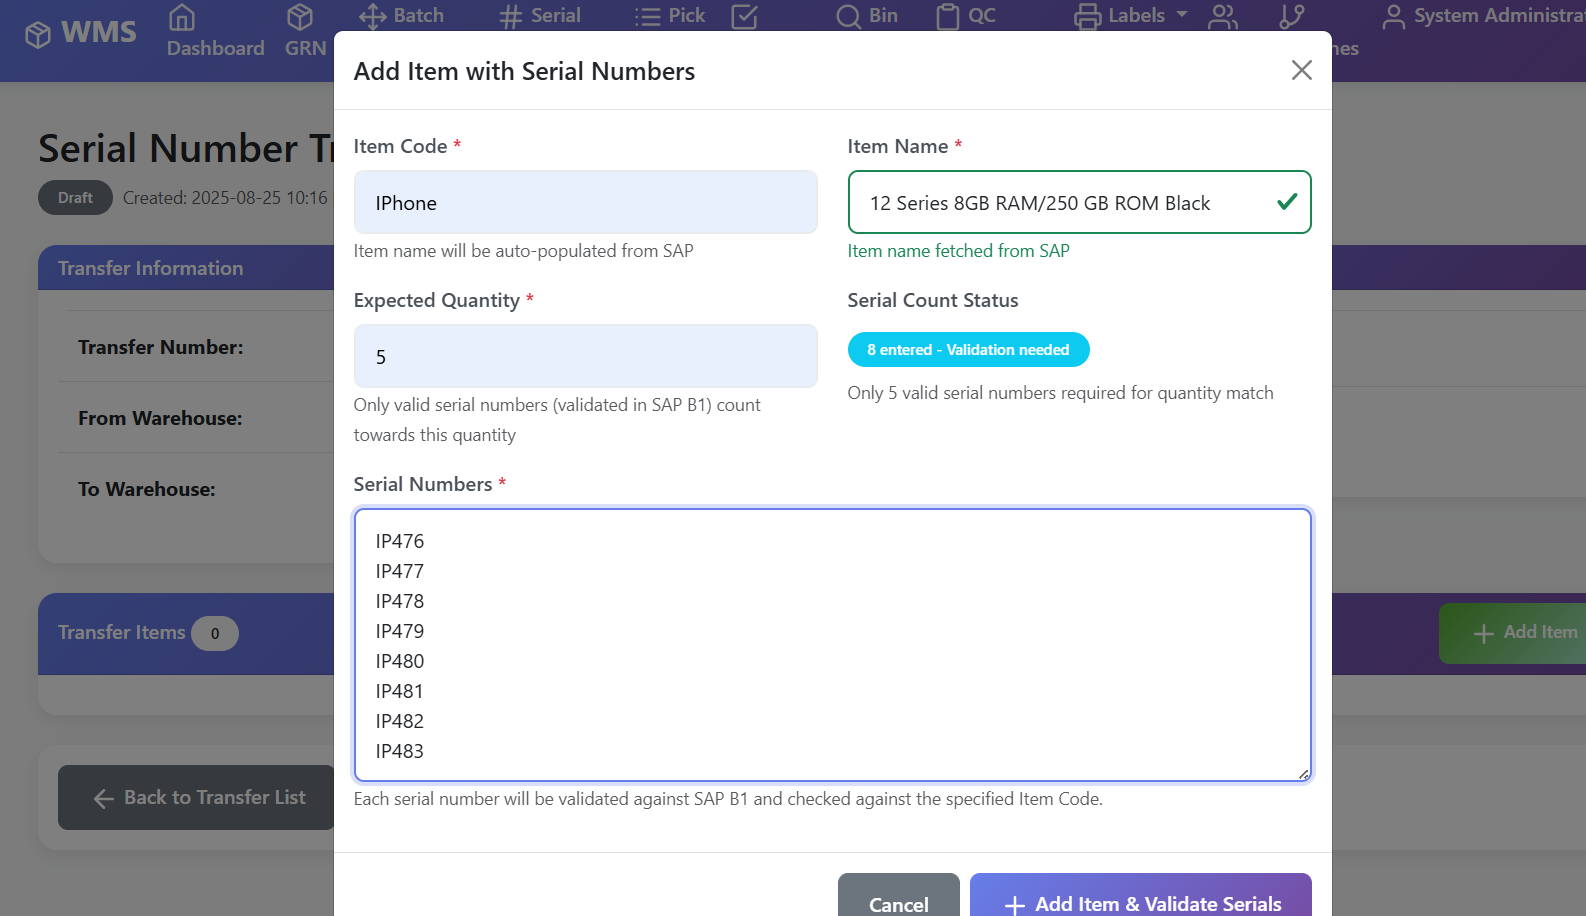 WMS
Dashboard
GRN
Batch
Serial
Pick
Bin
QC
Labels
System Administra
nes
Add Item with Serial Numbers
Serial Number T
Draft
Created: 2025-08-25 10:16
Transfer Information
Transfer Number:
From Warehouse:
To Warehouse:
Transfer Items 0
Add Item
Back to Transfer List
Item Code *
IPhone
Item name will be auto-populated from SAP
Item Name *
12 Series 8GB RAM/250 GB ROM Black
Item name fetched from SAP
Expected Quantity *
5
Only valid serial numbers (validated in SAP B1) count
towards this quantity
Serial Count Status
8 entered - Validation needed
Only 5 valid serial numbers required for quantity match
Serial Numbers *
IP476
IP477
IP478
IP479
IP480
IP481
IP482
IP483
Each serial number will be validated against SAP B1 and checked against the specified Item Code.
Cancel
Add Item & Validate Serials